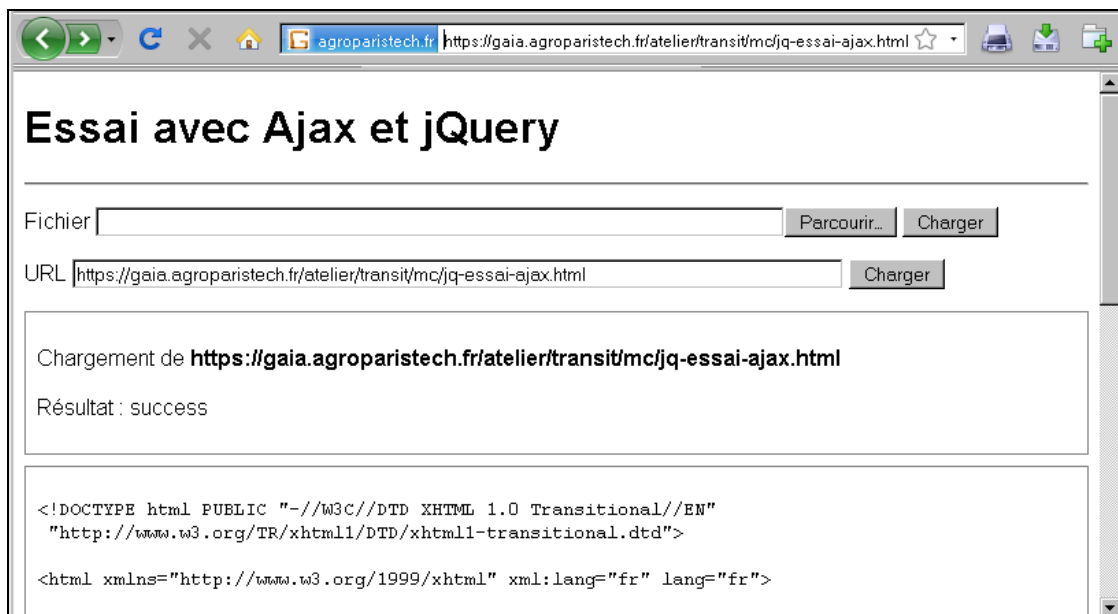 agroparistech.fr https://gaia.agroparistech.fr/atelier/transit/mc/jq-essai-ajax.html
Essai avec Ajax et jQuery
Fichier Parcourir... Charger
URL https://gaia.agroparistech.fr/atelier/transit/mc/jq-essai-ajax.html Charger
Chargement de https://gaia.agroparistech.fr/atelier/transit/mc/jq-essai-ajax.html
Résultat : success
<!DOCTYPE html PUBLIC "-//W3C//DTD XHTML 1.0 Transitional//EN"
"http://www.w3.org/TR/xhtml1/DTD/xhtml1-transitional.dtd">
<html xmlns="http://www.w3.org/1999/xhtml" xml:lang="fr" lang="fr">